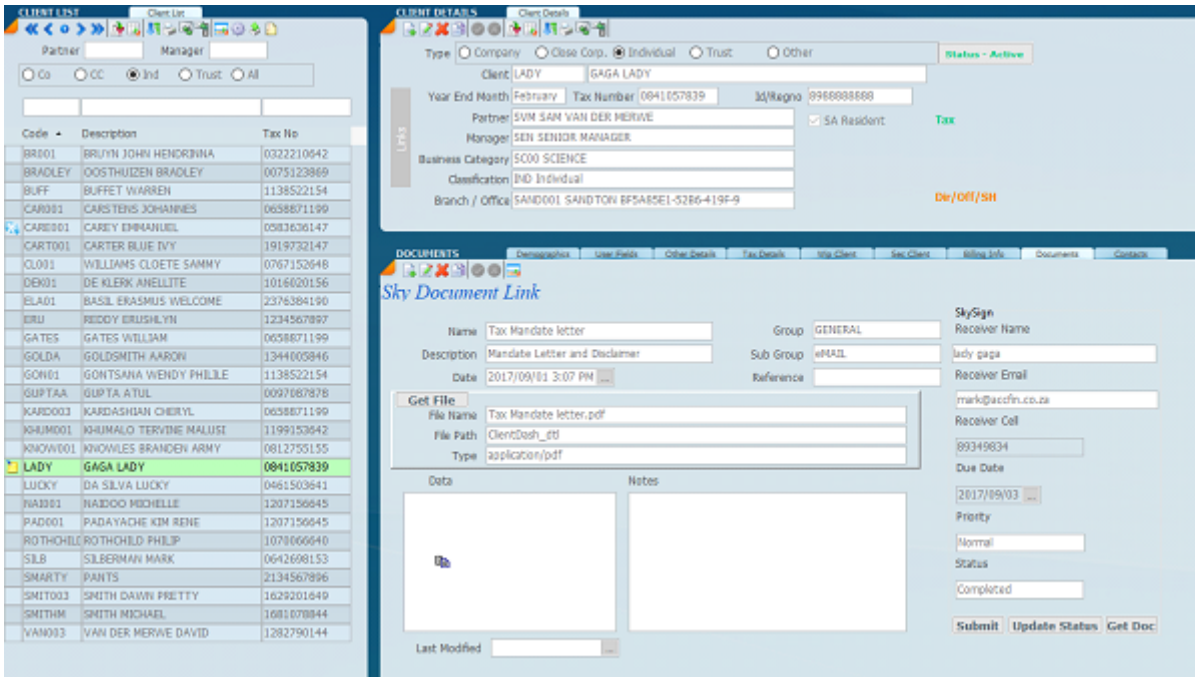 CLIENT LIST
Client List
Partner
Manager
Co CC Ind Trust All
Code Description Tax No
BR001 BRUYN JOHN HENDRINNA 0322210642
BRADLEY OOSTHUIZEN BRADLEY 0075123869
BUFF BUFFET WARREN 1138522154
CAR001 CARSTENS JOHANNES 0658871199
CARE001 CAREY EMMANUEL 0583636147
CART001 CARTER BLUE IVY 1919732147
CL001 WILLIAMS CLOETE SAMMY 0767152648
DEK01 DE KLERK ANELLITE 1016020156
ELA01 BASIL ERASMUS WELCOME 2376384190
ERU REDDY ERUSHLYN 1234567897
GATES GATES WILLIAM 0658871199
GOLDA GOLDSMITH AARON 1344005846
GON01 GONTSANA WENDY PHILILE 1138522154
GUPTAA GUPTA ATUL 0097087878
KARD003 KARDASHIAN CHERYL 0658871199
KHUM001 KHUMALO TERVINE MALUSI 1199153642
KNOW001 KNOWLES BRANDEN ARMY 0812755155
LADY GAGA LADY 0841057839
LUCKY DA SILVA LUCKY 0461503641
NAI001 NAIDOO MICHELLE 1207156645
PAD001 PADAYACHE KIM RENE 1207156645
ROTHCHILD ROTHCHILD PHILIP 1070066640
SILB SILBERMAN MARK 0642698153
SMARTY PANTS 2134567896
SMIT003 SMITH DAWN PRETTY 1629201649
SMITHM SMITH MICHAEL 1681078844
VAN003 VAN DER MERWE DAVID 1282790144
CLIENT DETAILS
Client Details
Type Company Close Corp. Individual Trust Other
Status - Active
Client LADY GAGA LADY
Year End Month February Tax Number 0841057839 Id/Regno 8988888888
Partner SVM SAM VAN DER MERWE
SA Resident
Tax
Links
Manager SEN SENIOR MANAGER
Business Category SC00 SCIENCE
Classification IND Individual
Branch / Office SAND001 SANDTON BF5A85E1-52B6-419F-9
Dir/Off/SH
DOCUMENTS
Demographics User Fields Other Details Tax Details Wip Client Sec Client Billing Info Documents Contacts
Sky Document Link
Name Tax Mandate letter
Group GENERAL
Description Mandate Letter and Disclaimer
Sub Group eMAIL
Date 2017/09/01 3:07 PM ...
Reference
Get File
File Name Tax Mandate letter.pdf
File Path ClientDash_dtl
Type application/pdf
Data
Notes
Last Modified ...
SkySign
Receiver Name
lady gaga
Receiver Email
mark@accfin.co.za
Receiver Cell
89349834
Due Date
2017/09/03 ...
Priority
Normal
Status
Completed
Submit Update Status Get Doc